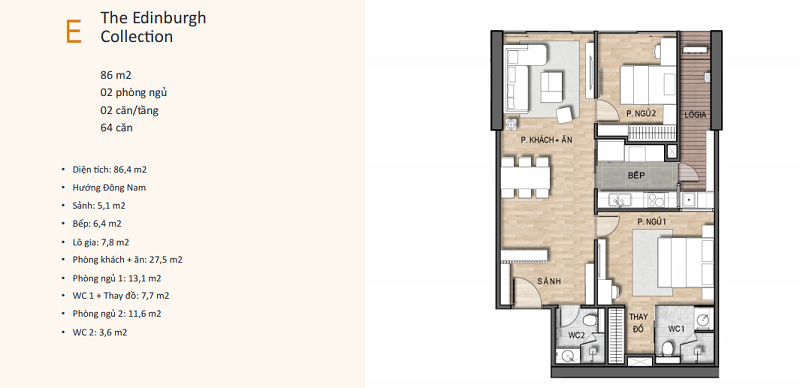 E
The Edinburgh
Collection
86 m2
02 phòng ngủ
02 căn/tầng
64 căn
• Diện tích: 86,4 m2
• Hướng Đông Nam
• Sảnh: 5,1 m2
• Bếp: 6,4 m2
• Lô gia: 7,8 m2
• Phòng khách + ăn: 27,5 m2
• Phòng ngủ 1: 13,1 m2
• WC 1 + Thay đồ: 7,7 m2
• Phòng ngủ 2: 11,6 m2
• WC 2: 3,6 m2
P. NGỦ 2
LÔGIA
P. KHÁCH + ĂN
BẾP
P. NGỦ 1
SẢNH
THAY
ĐỒ
WC2
WC1